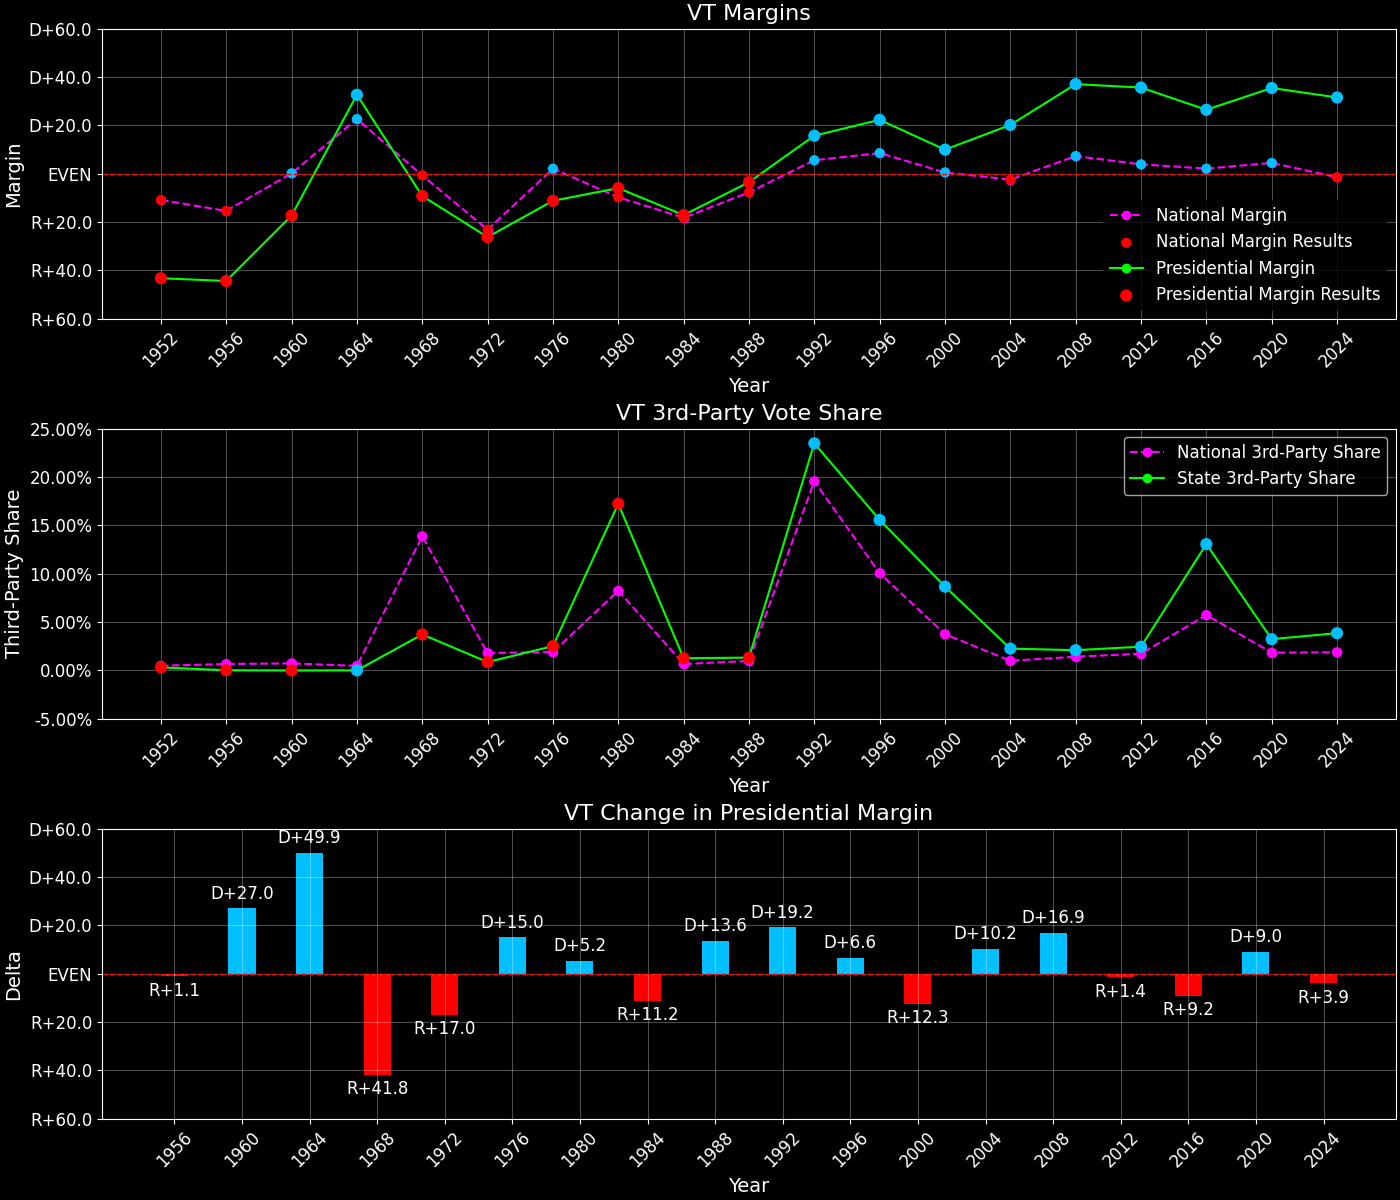 VT Margins
D+60.0
D+40.0
D+20.0
EVEN
R+20.0
R+40.0
R+60.0
Margin
National Margin
National Margin Results
Presidential Margin
Presidential Margin Results
1952 1956 1960 1964 1968 1972 1976 1980 1984 1988 1992 1996 2000 2004 2008 2012 2016 2020 2024
Year
VT 3rd-Party Vote Share
25.00%
20.00%
15.00%
10.00%
5.00%
0.00%
-5.00%
Third-Party Share
National 3rd-Party Share
State 3rd-Party Share
1952 1956 1960 1964 1968 1972 1976 1980 1984 1988 1992 1996 2000 2004 2008 2012 2016 2020 2024
Year
VT Change in Presidential Margin
D+60.0
D+40.0
D+20.0
EVEN
R+20.0
R+40.0
R+60.0
Delta
R+1.1
D+27.0
D+49.9
R+41.8
R+17.0
D+15.0
D+5.2
R+11.2
D+13.6
D+19.2
D+6.6
R+12.3
D+10.2
D+16.9
R+1.4
R+9.2
D+9.0
R+3.9
1956 1960 1964 1968 1972 1976 1980 1984 1988 1992 1996 2000 2004 2008 2012 2016 2020 2024
Year